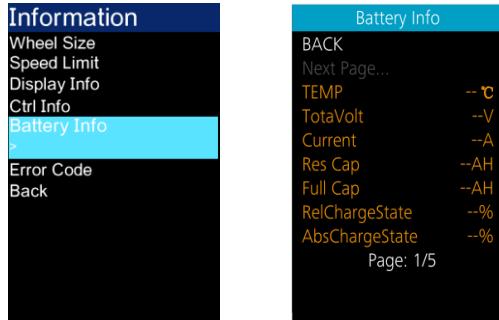 Information
Wheel Size
Speed Limit
Display Info
Ctrl Info
Battery Info
>
Error Code
Back
Battery Info
BACK
Next Page...
TEMP -- ℃
TotaVolt --V
Current --A
Res Cap --AH
Full Cap --AH
RelChargeState --%
AbsChargeState --%
Page: 1/5